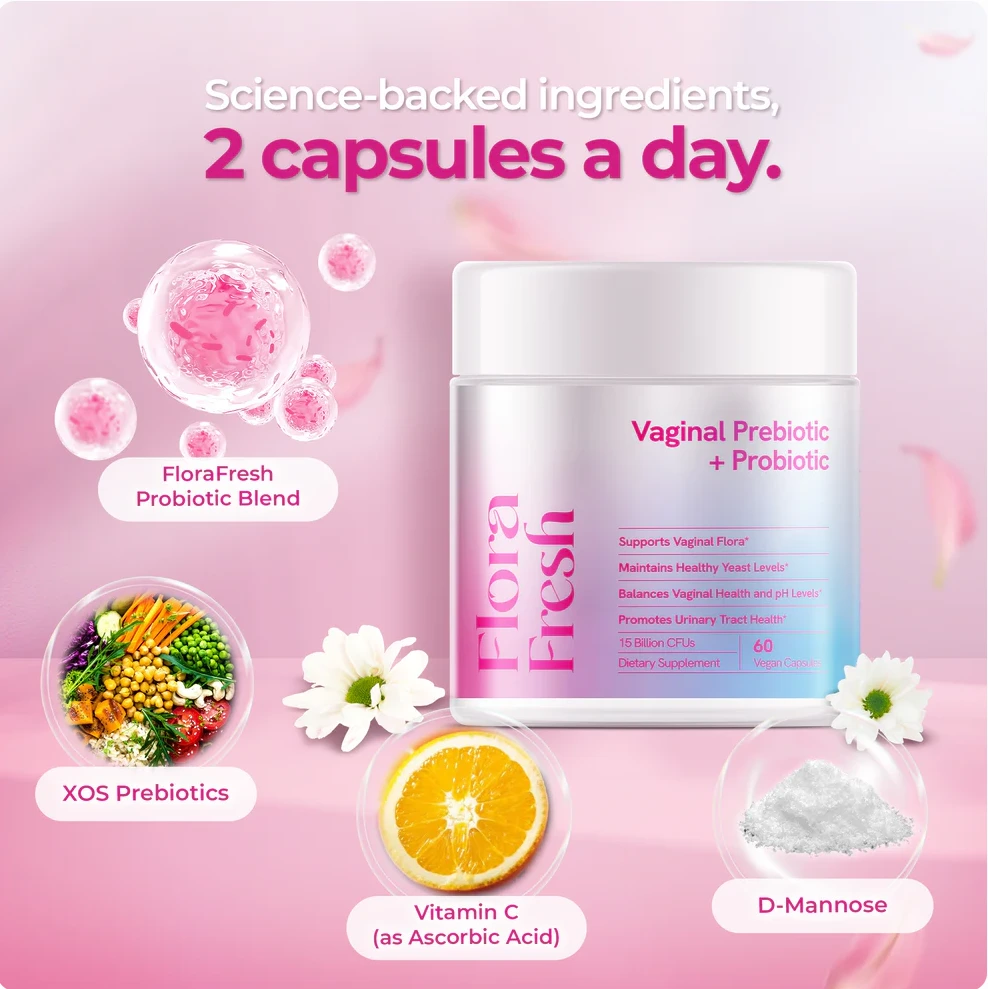 Science-backed ingredients,
2 capsules a day.
FloraFresh
Probiotic Blend
Vaginal Prebiotic
+ Probiotic
Flora
Fresh
Supports Vaginal Flora*
Maintains Healthy Yeast Levels*
Balances Vaginal Health and pH Levels*
Promotes Urinary Tract Health*
15 Billion CFUs
Dietary Supplement
60
Vegan Capsules
XOS Prebiotics
Vitamin C
(as Ascorbic Acid)
D-Mannose